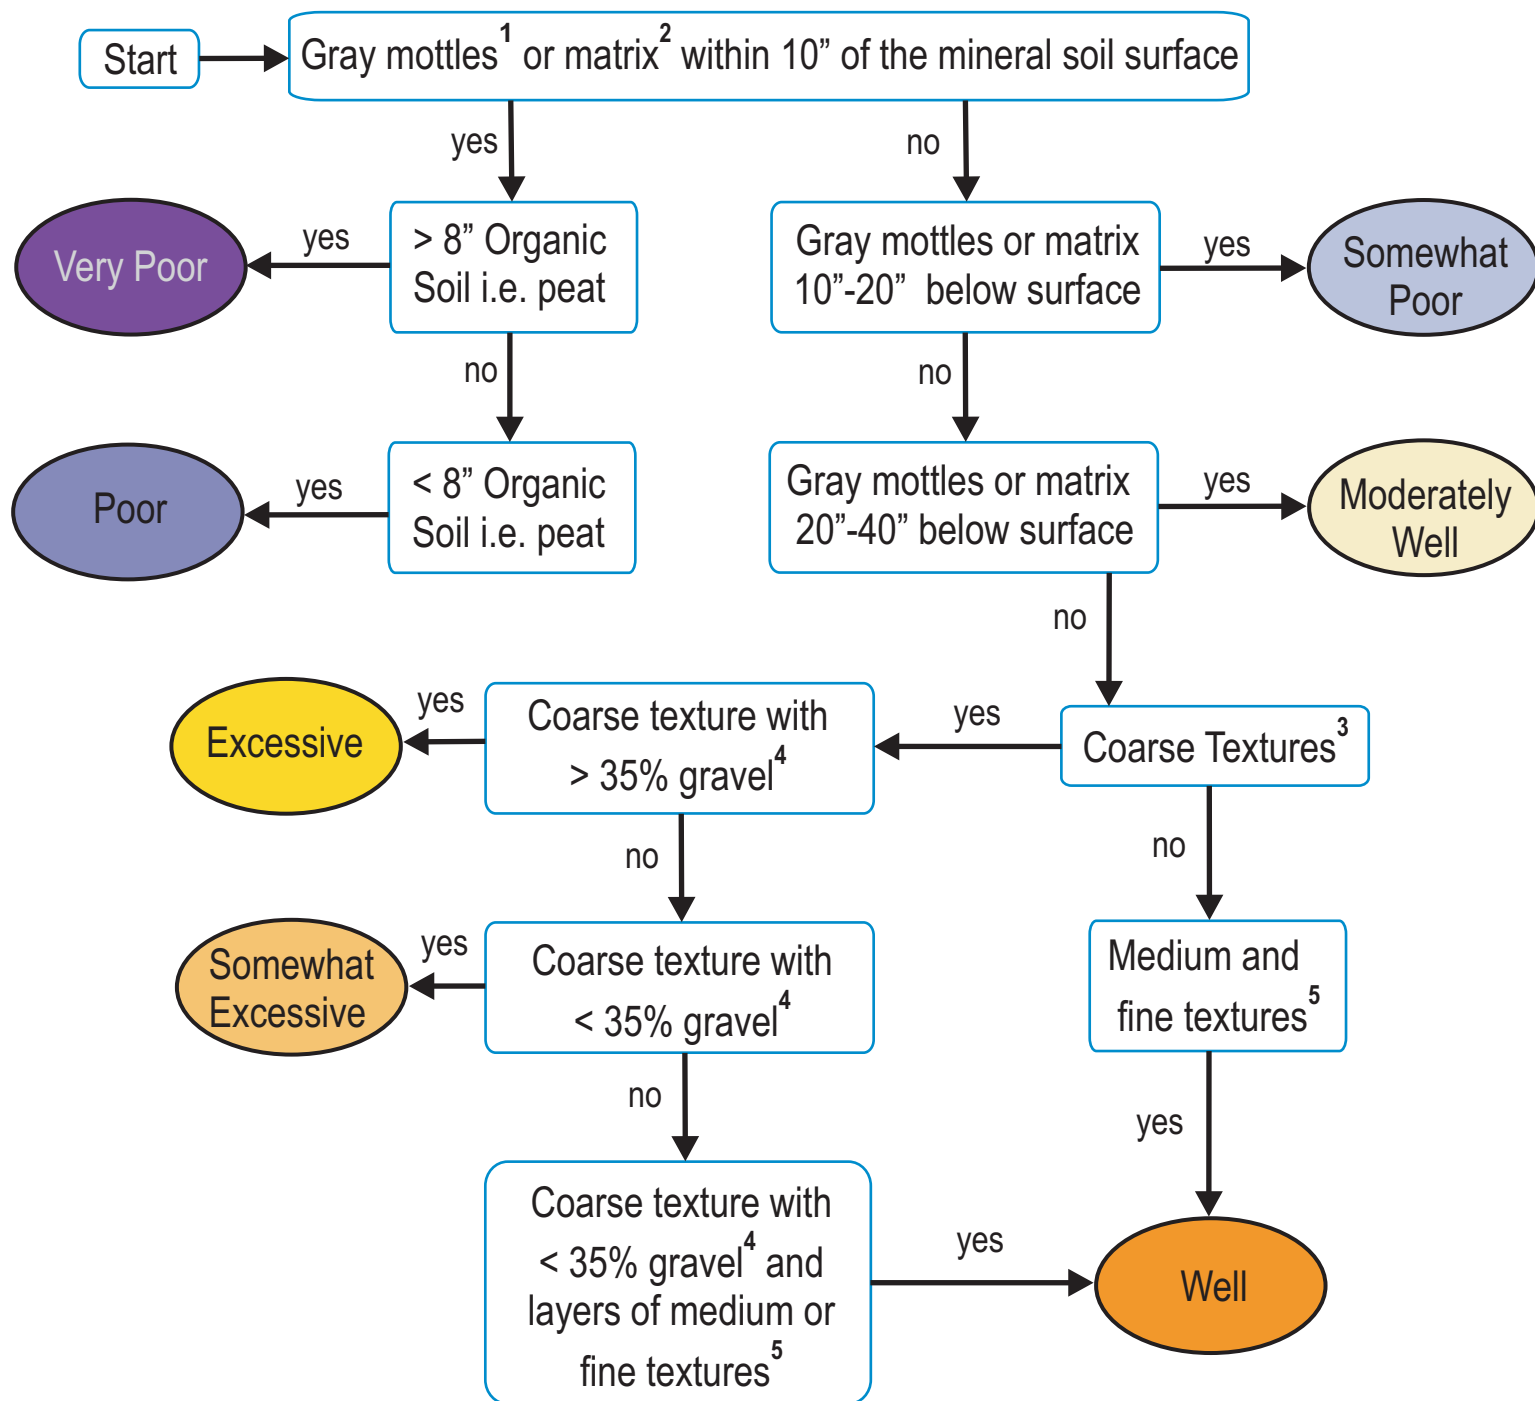 Start
Gray mottles¹ or matrix² within 10” of the mineral soil surface
yes
no
Very Poor
yes
> 8” Organic
Soil i.e. peat
Gray mottles or matrix
10”-20” below surface
yes
Somewhat
Poor
no
no
Poor
yes
< 8” Organic
Soil i.e. peat
Gray mottles or matrix
20”-40” below surface
yes
Moderately
Well
no
Excessive
yes
Coarse texture with
> 35% gravel⁴
yes
Coarse Textures³
no
no
Somewhat
Excessive
yes
Coarse texture with
< 35% gravel⁴
Medium and
fine textures⁵
no
yes
Coarse texture with
< 35% gravel⁴ and
layers of medium or
fine textures⁵
yes
Well